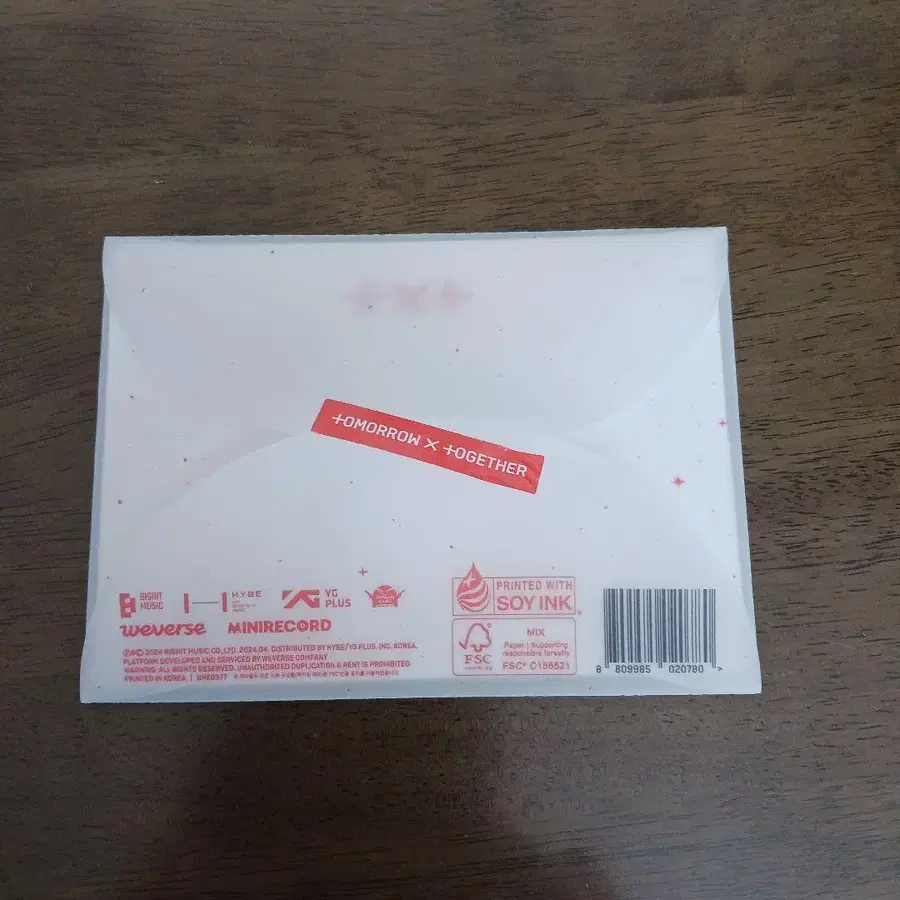 TOMORROW X TOGETHER
BIGHIT
MUSIC
HYBE
YG
PLUS
weverse
MINIRECORD
℗&© 2024 BIGHIT MUSIC CO., LTD. 2024.04. DISTRIBUTED BY HYBE/YG PLUS, INC. KOREA.
PLATFORM DEVELOPED AND SERVICED BY WEVERSE COMPANY
WARNING: ALL RIGHTS RESERVED. UNAUTHORIZED DUPLICATION & RENT IS PROHIBITED
PRINTED IN KOREA. | WME0377
PRINTED WITH
SOY INK
FSC
MIX
Paper | Supporting
responsible forestry
FSC® C158521
8 809985 020780 >